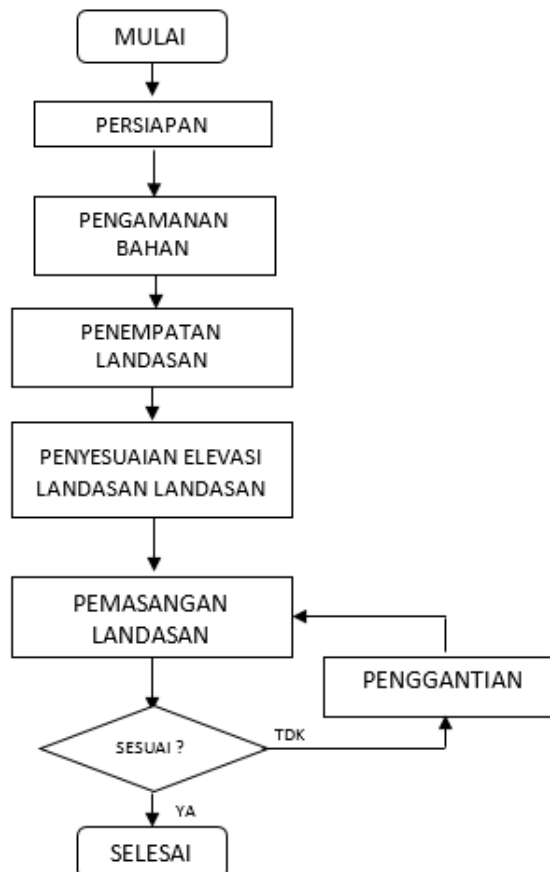 MULAI
PERSIAPAN
PENGAMANAN
BAHAN
PENEMPATAN
LANDASAN
PENYESUAIAN ELEVASI
LANDASAN LANDASAN
PEMASANGAN
LANDASAN
PENGGANTIAN
SESUAI ?
TDK
YA
SELESAI